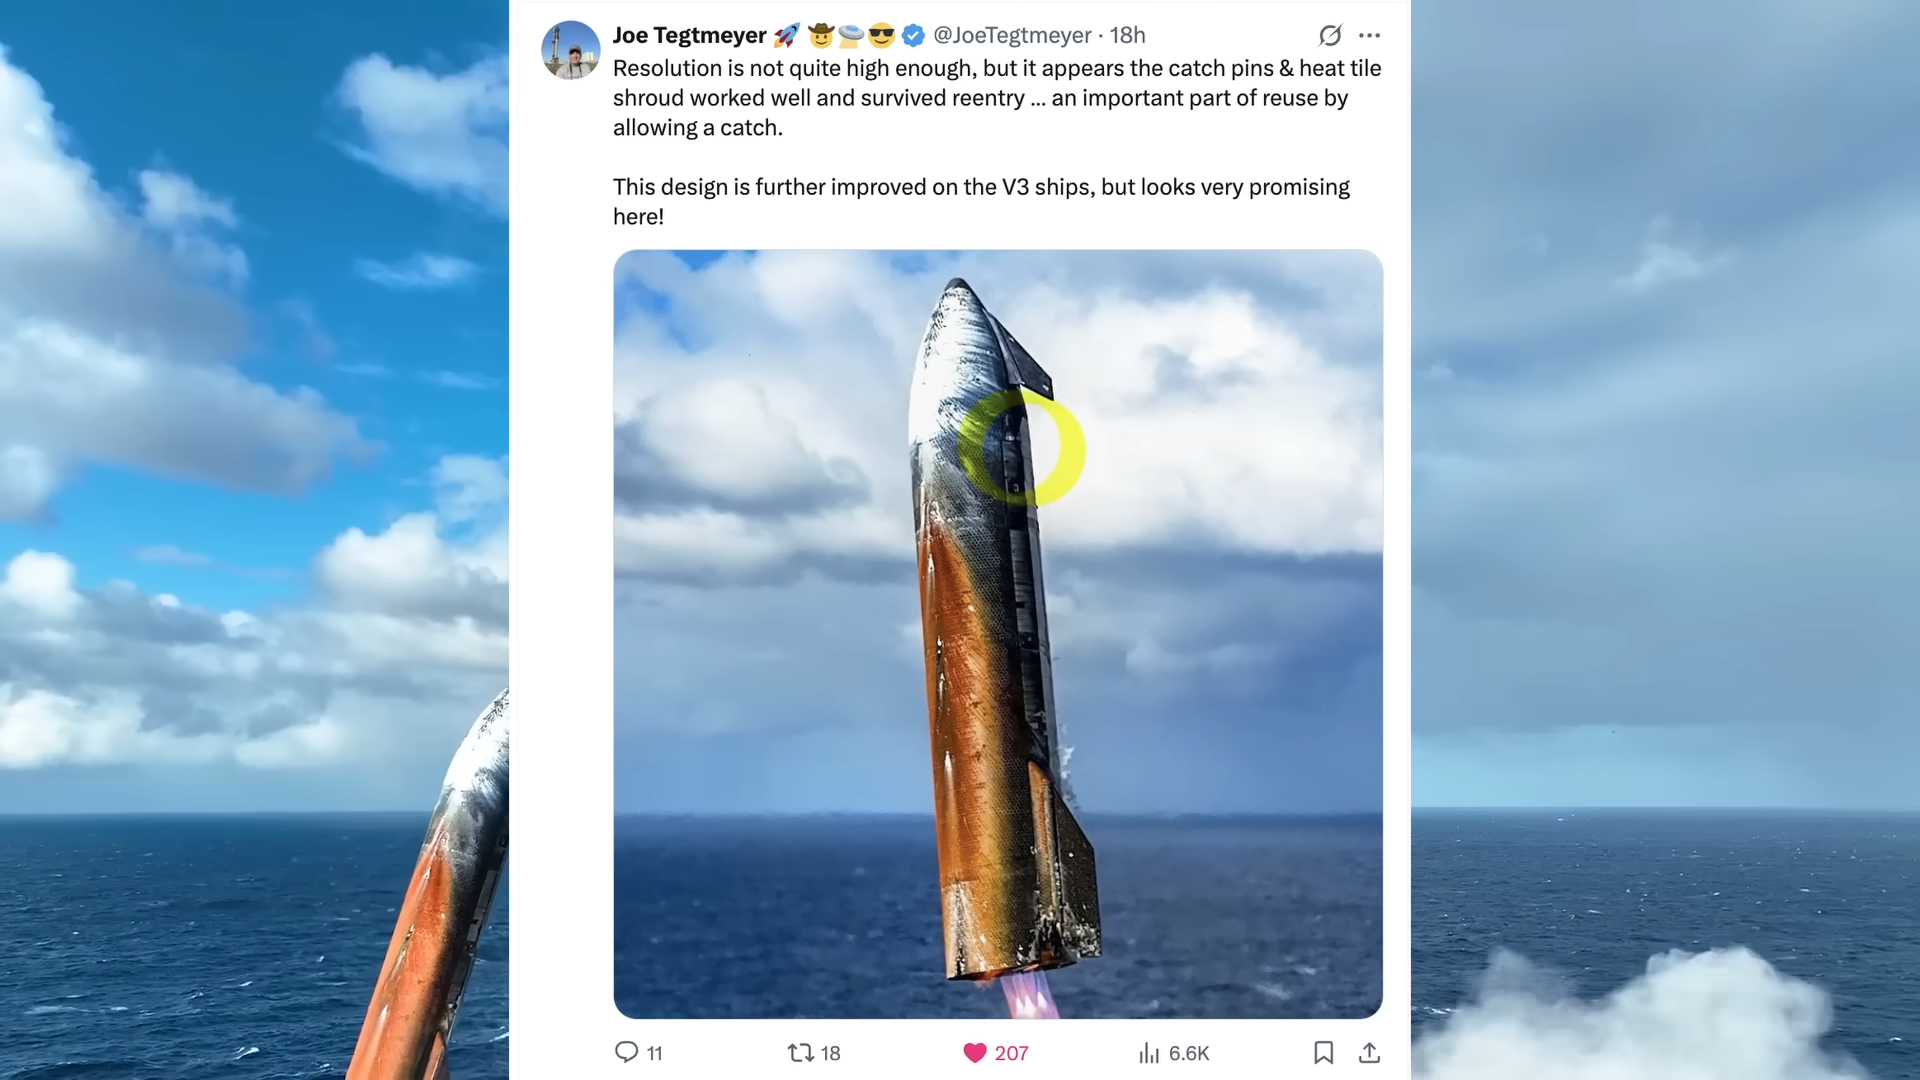 Joe Tegtmeyer 🚀 🤠🛸😎 @JoeTegtmeyer · 18h
Resolution is not quite high enough, but it appears the catch pins & heat tile
shroud worked well and survived reentry ... an important part of reuse by
allowing a catch.
This design is further improved on the V3 ships, but looks very promising
here!
11 18 207 6.6K